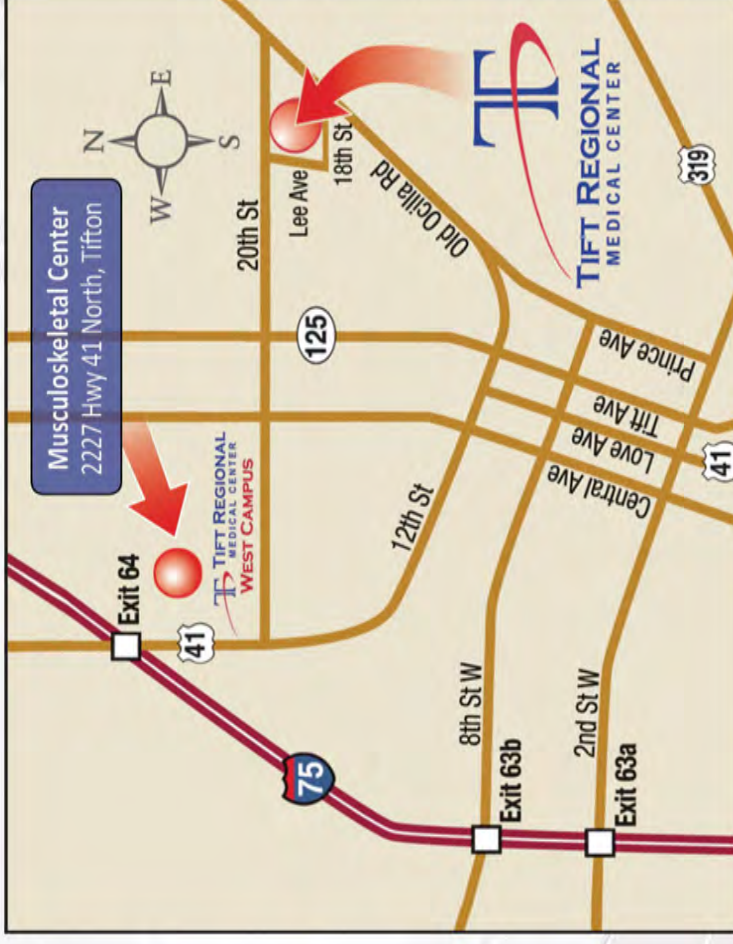 Musculoskeletal Center
2227 Hwy 41 North, Tifton
N
W
E
S
Exit 64
41
TIFT REGIONAL
MEDICAL CENTER
WEST CAMPUS
20th St
Lee Ave
18th St
125
Old Ocilla Rd
TIFT REGIONAL
MEDICAL CENTER
75
12th St
8th St W
Exit 63b
2nd St W
Exit 63a
Central Ave
Love Ave
Tift Ave
Prince Ave
41
319